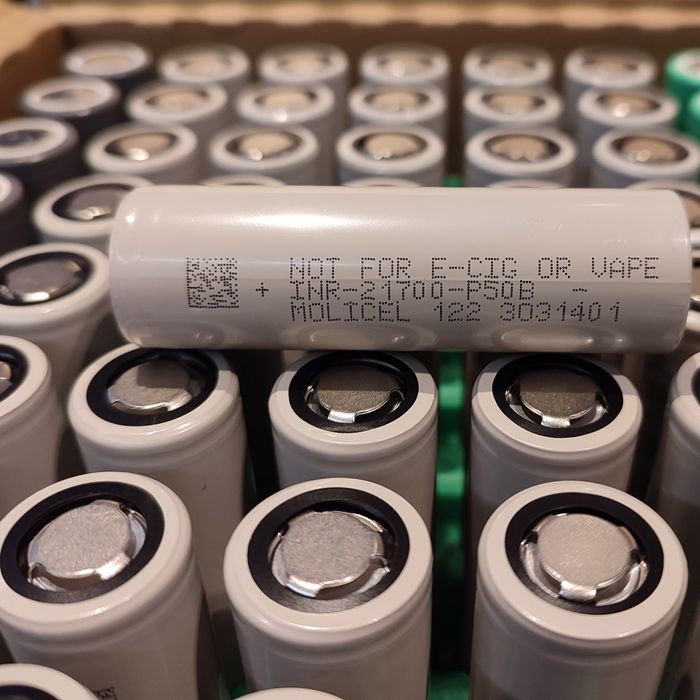 NOT FOR E-CIG OR VAPE
+ INR-21700-P50B -
MOLICEL 122 3031401